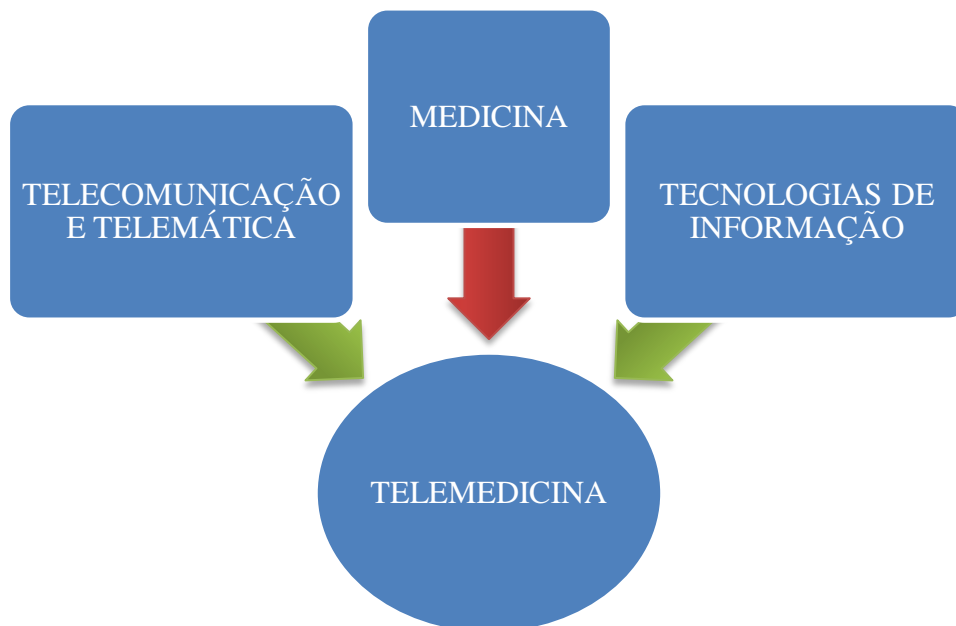 MEDICINA
TELECOMUNICAÇÃO
E TELEMÁTICA
TECNOLOGIAS DE
INFORMAÇÃO
TELEMEDICINA